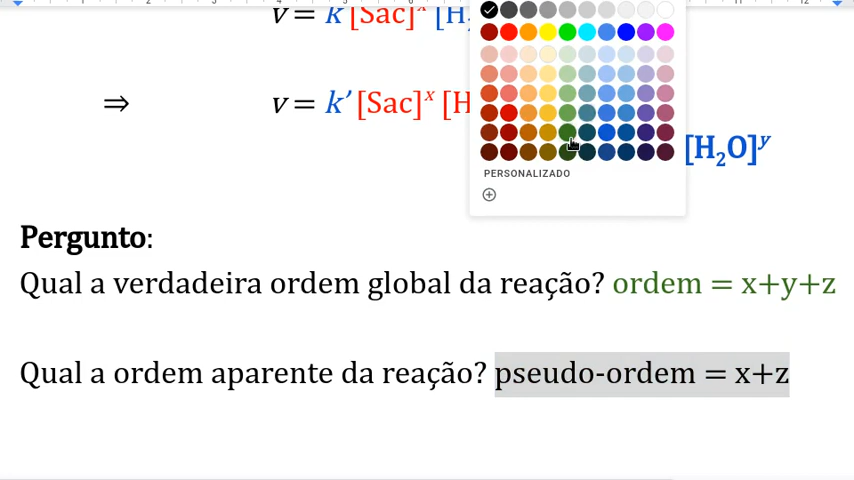 v = k [Sac]ˣ [H₂
⇒ v = k’ [Sac]ˣ [H
[H₂O]ʸ
PERSONALIZADO
Pergunto:
Qual a verdadeira ordem global da reação? ordem = x+y+z
Qual a ordem aparente da reação? pseudo-ordem = x+z